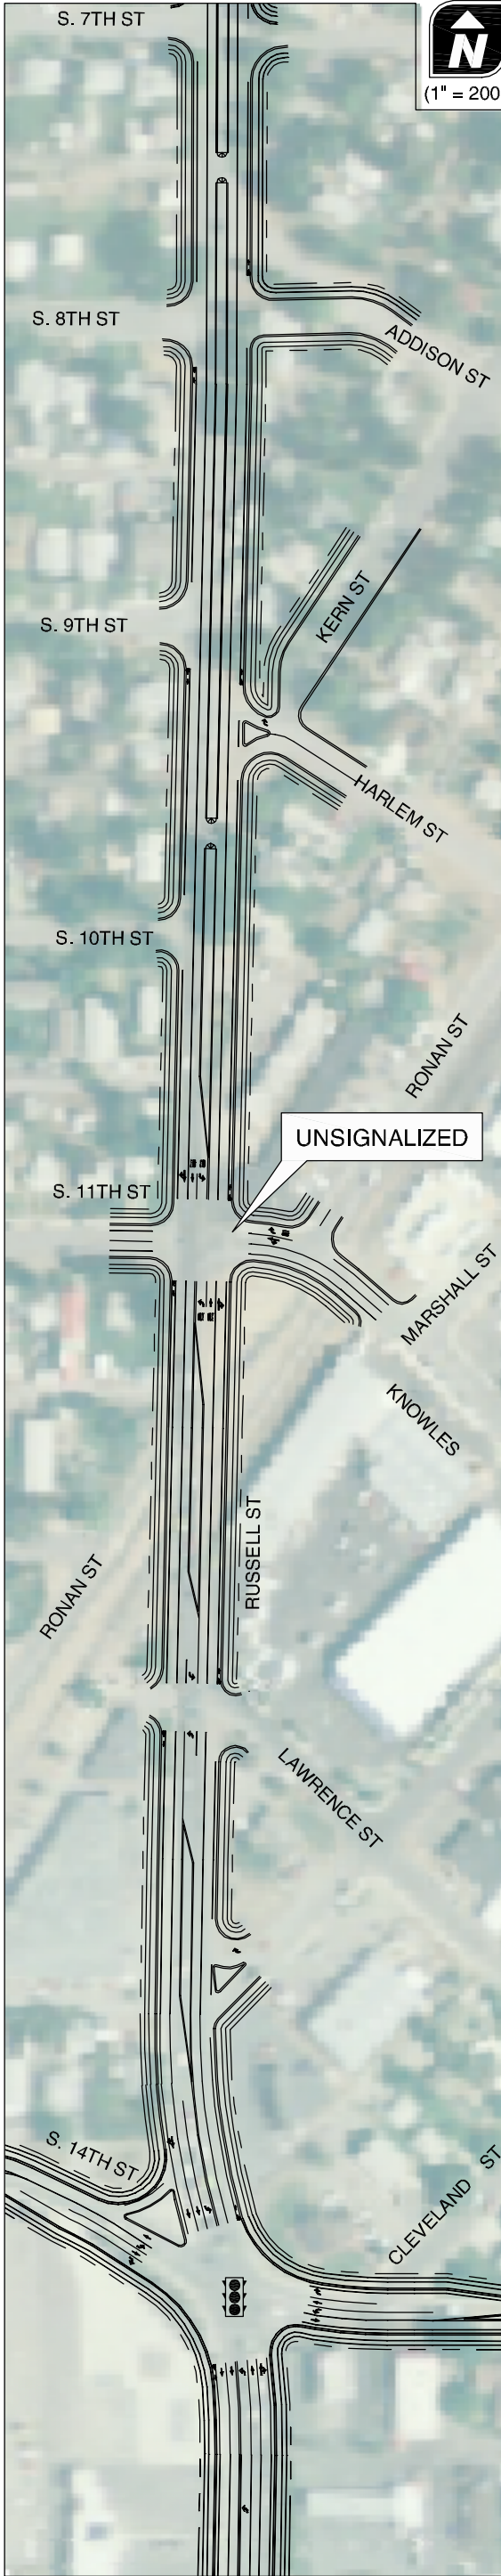 S. 7TH ST
N
(1" = 200
S. 8TH ST
ADDISON ST
KERN ST
S. 9TH ST
HARLEM ST
S. 10TH ST
RONAN ST
UNSIGNALIZED
S. 11TH ST
MARSHALL ST
KNOWLES
RUSSELL ST
RONAN ST
LAWRENCE ST
S. 14TH ST
CLEVELAND ST